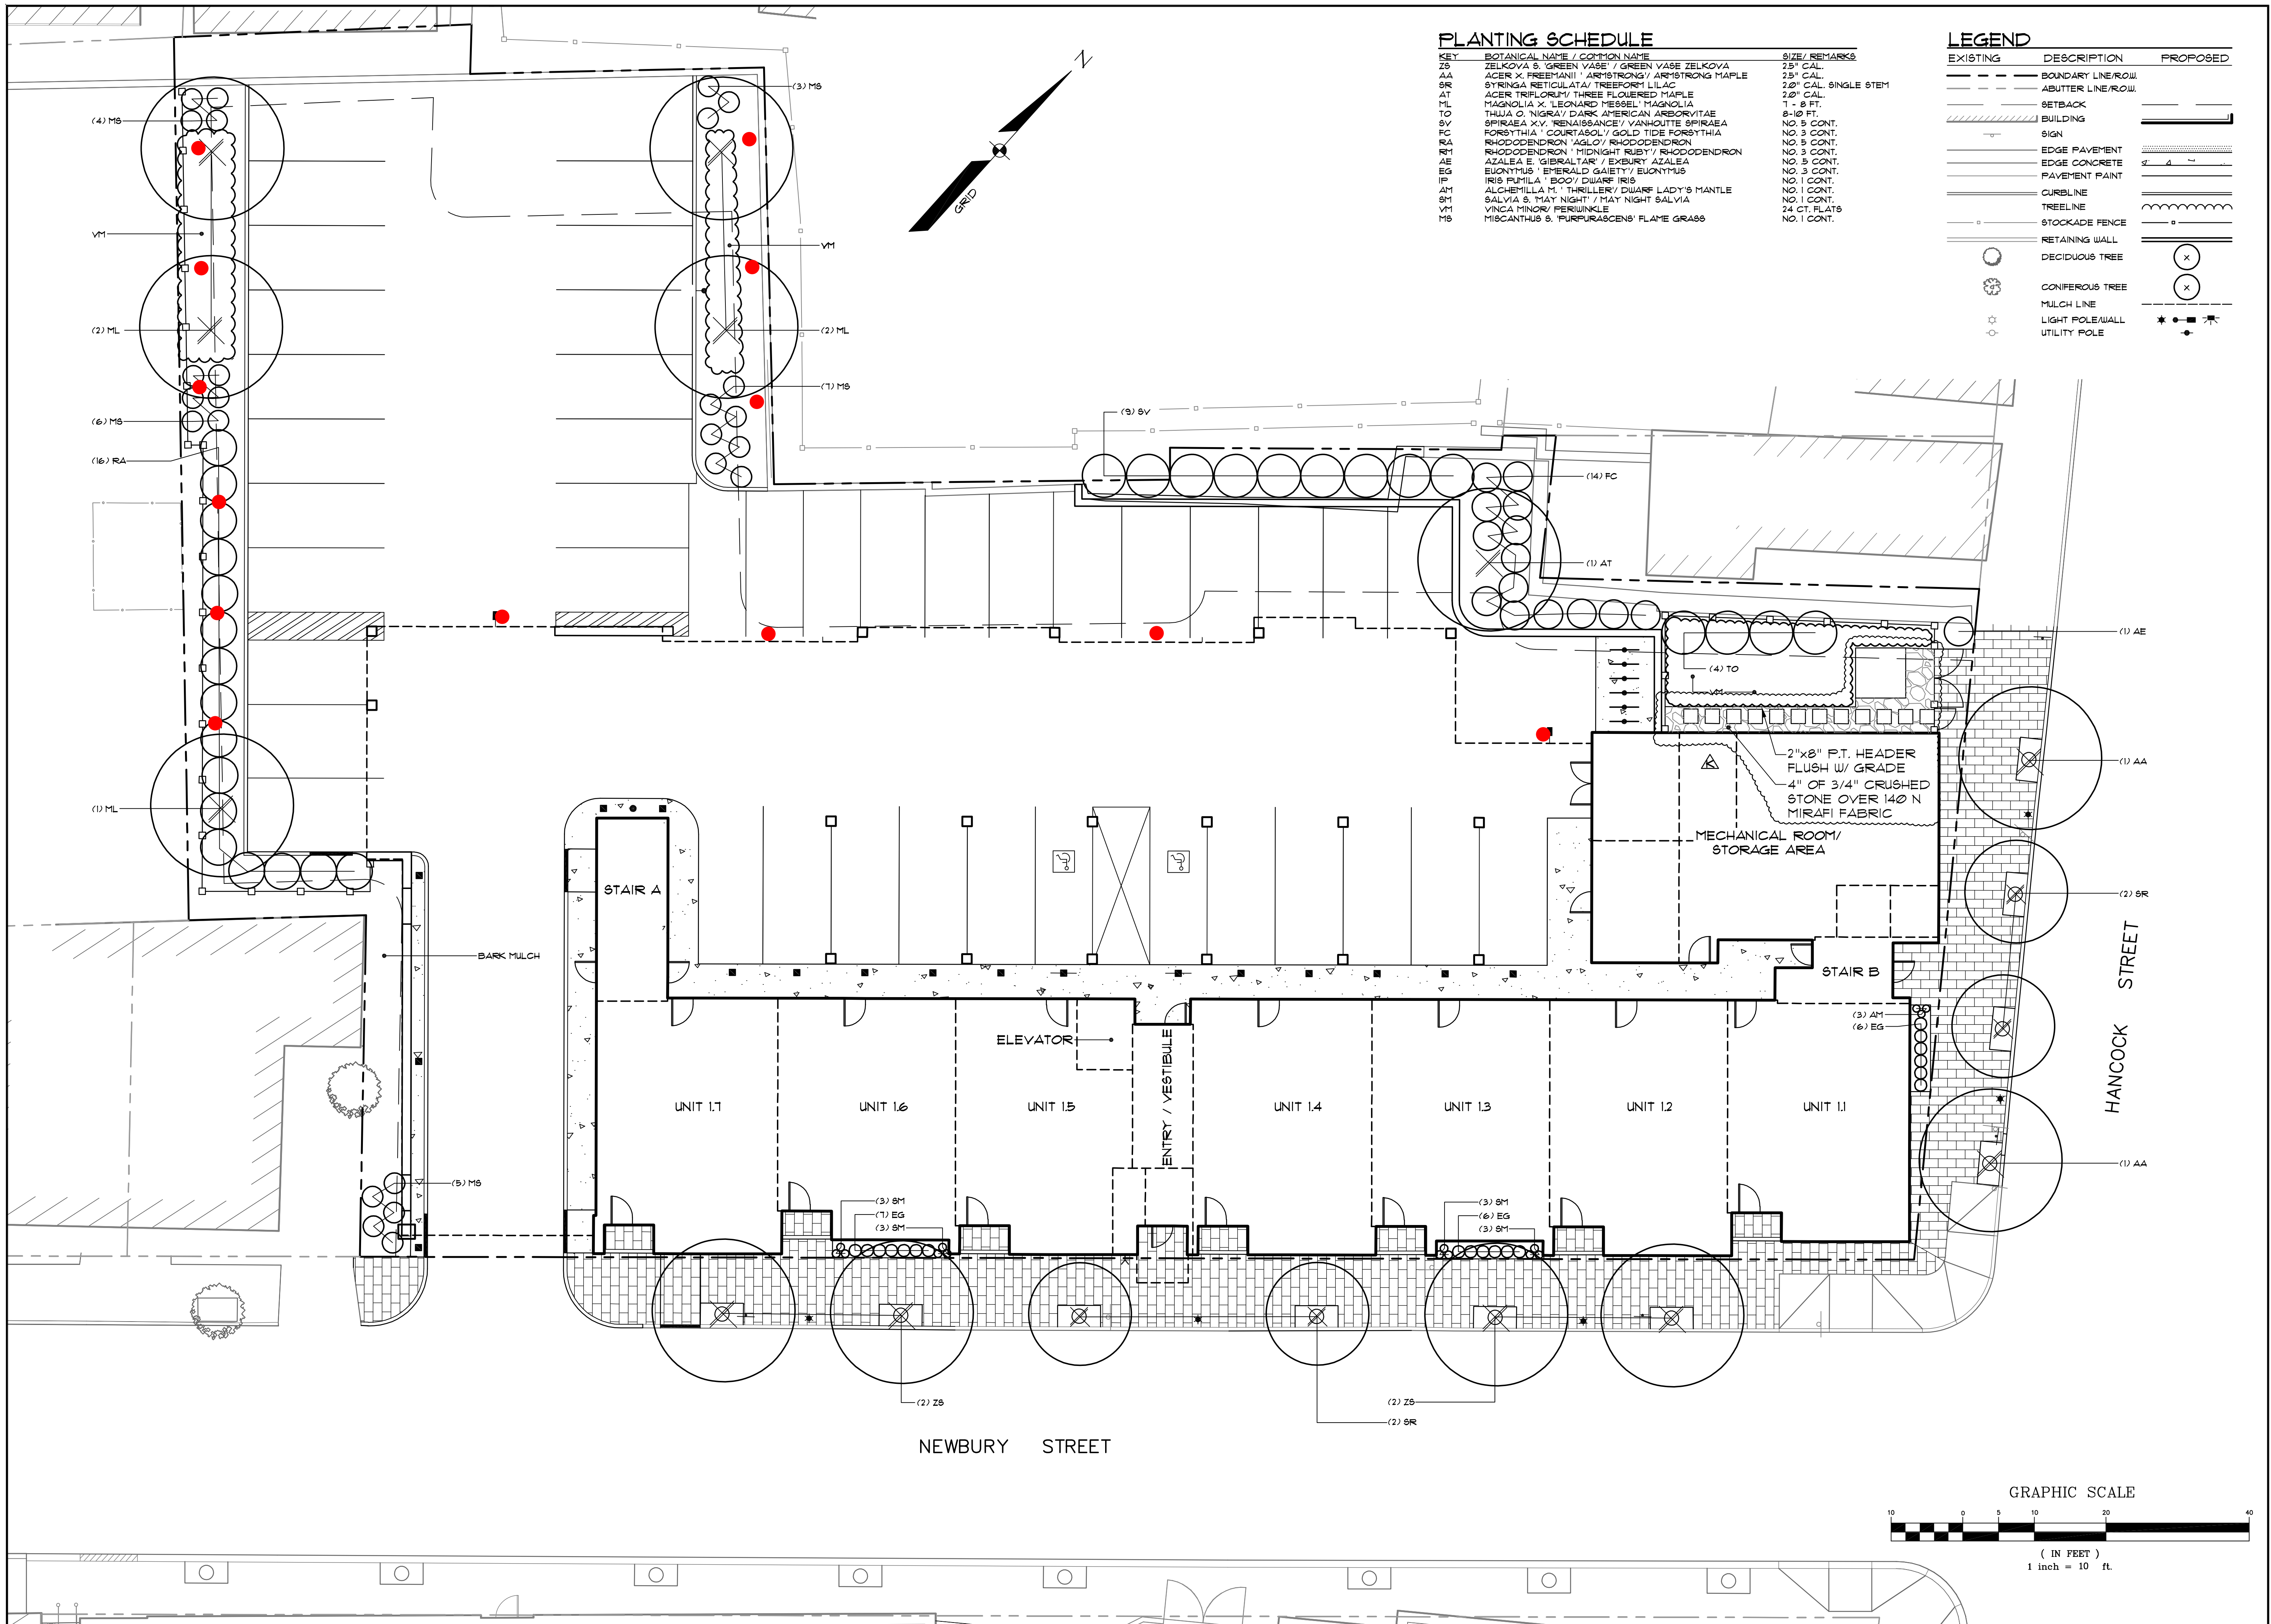 PLANTING SCHEDULE
KEY BOTANICAL NAME / COMMON NAME SIZE/ REMARKS
ZS ZELKOVA S. 'GREEN VASE' / GREEN VASE ZELKOVA 2.5" CAL.
AA ACER X. FREEMANII ' ARMSTRONG'/ ARMSTRONG MAPLE 2.5" CAL.
SR SYRINGA RETICULATA/ TREEFORM LILAC 2.0" CAL. SINGLE STEM
AT ACER TRIFLORUM/ THREE FLOWERED MAPLE 2.0" CAL.
ML MAGNOLIA X. 'LEONARD MESSEL' MAGNOLIA 7 - 8 FT.
TO THUJA O. 'NIGRA'/ DARK AMERICAN ARBORVITAE 8-10 FT.
SV SPIRAEA X.V. 'RENAISSANCE'/ VANHOUTTE SPIRAEA NO. 5 CONT.
FC FORSYTHIA ' COURTASOL'/ GOLD TIDE FORSYTHIA NO. 3 CONT.
RA RHODODENDRON 'AGLO'/ RHODODENDRON NO. 5 CONT.
RM RHODODENDRON ' MIDNIGHT RUBY'/ RHODODENDRON NO. 3 CONT.
AE AZALEA E. 'GIBRALTAR' / EXBURY AZALEA NO. .5 CONT.
EG EUONYMUS ' EMERALD GAIETY'/ EUONYMUS NO. .3 CONT.
IP IRIS PUMILA ' BOO'/ DWARF IRIS NO. 1 CONT.
AM ALCHEMILLA M. ' THRILLER'/ DWARF LADY'S MANTLE NO. 1 CONT.
SM SALVIA S. 'MAY NIGHT' / MAY NIGHT SALVIA NO. 1 CONT.
VM VINCA MINOR/ PERIWINKLE 24 CT. FLATS
MS MISCANTHUS S. 'PURPURASCENS' FLAME GRASS NO. 1 CONT.
LEGEND
EXISTING DESCRIPTION PROPOSED
BOUNDARY LINE/R.O.W.
ABUTTER LINE/R.O.W.
SETBACK
BUILDING
SIGN
EDGE PAVEMENT
EDGE CONCRETE
PAVEMENT PAINT
CURBLINE
TREELINE
STOCKADE FENCE
RETAINING WALL
DECIDUOUS TREE
CONIFEROUS TREE
MULCH LINE
LIGHT POLE/WALL
UTILITY POLE
N
GRID
(3) MS
(4) MS
VM
VM
(2) ML
(2) ML
(7) MS
(6) MS
(16) RA
(9) SV
(14) FC
(1) AT
(1) AE
(4) TO
VM
(1) AA
2"x8" P.T. HEADER
FLUSH W/ GRADE
4" OF 3/4" CRUSHED
STONE OVER 140 N
MIRAFI FABRIC
K
(1) ML
MECHANICAL ROOM/
STORAGE AREA
STAIR A
(2) SR
BARK MULCH
STAIR B
HANCOCK STREET
(3) AM
(6) EG
ELEVATOR
ENTRY / VESTIBULE
UNIT 1.7
UNIT 1.6
UNIT 1.5
UNIT 1.4
UNIT 1.3
UNIT 1.2
UNIT 1.1
(1) AA
(5) MS
(3) SM
(7) EG
(3) SM
(3) SM
(6) EG
(3) SM
(2) ZS
(2) ZS
(2) SR
NEWBURY STREET
GRAPHIC SCALE
10 0 5 10 20 40
( IN FEET )
1 inch = 10 ft.